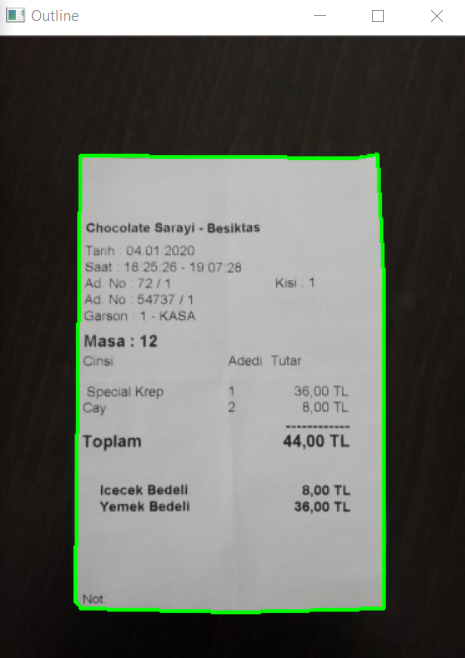 Outline
Chocolate Sarayi - Besiktas
Tarih : 04.01.2020
Saat : 18:25:26 - 19:07:28
Ad. No : 72 / 1 Kisi : 1
Ad. No : 54737 / 1
Garson : 1 - KASA
Masa : 12
Cinsi Adedi Tutar
Special Krep 1 36,00 TL
Cay 2 8,00 TL
------------
Toplam 44,00 TL
Icecek Bedeli 8,00 TL
Yemek Bedeli 36,00 TL
Not: